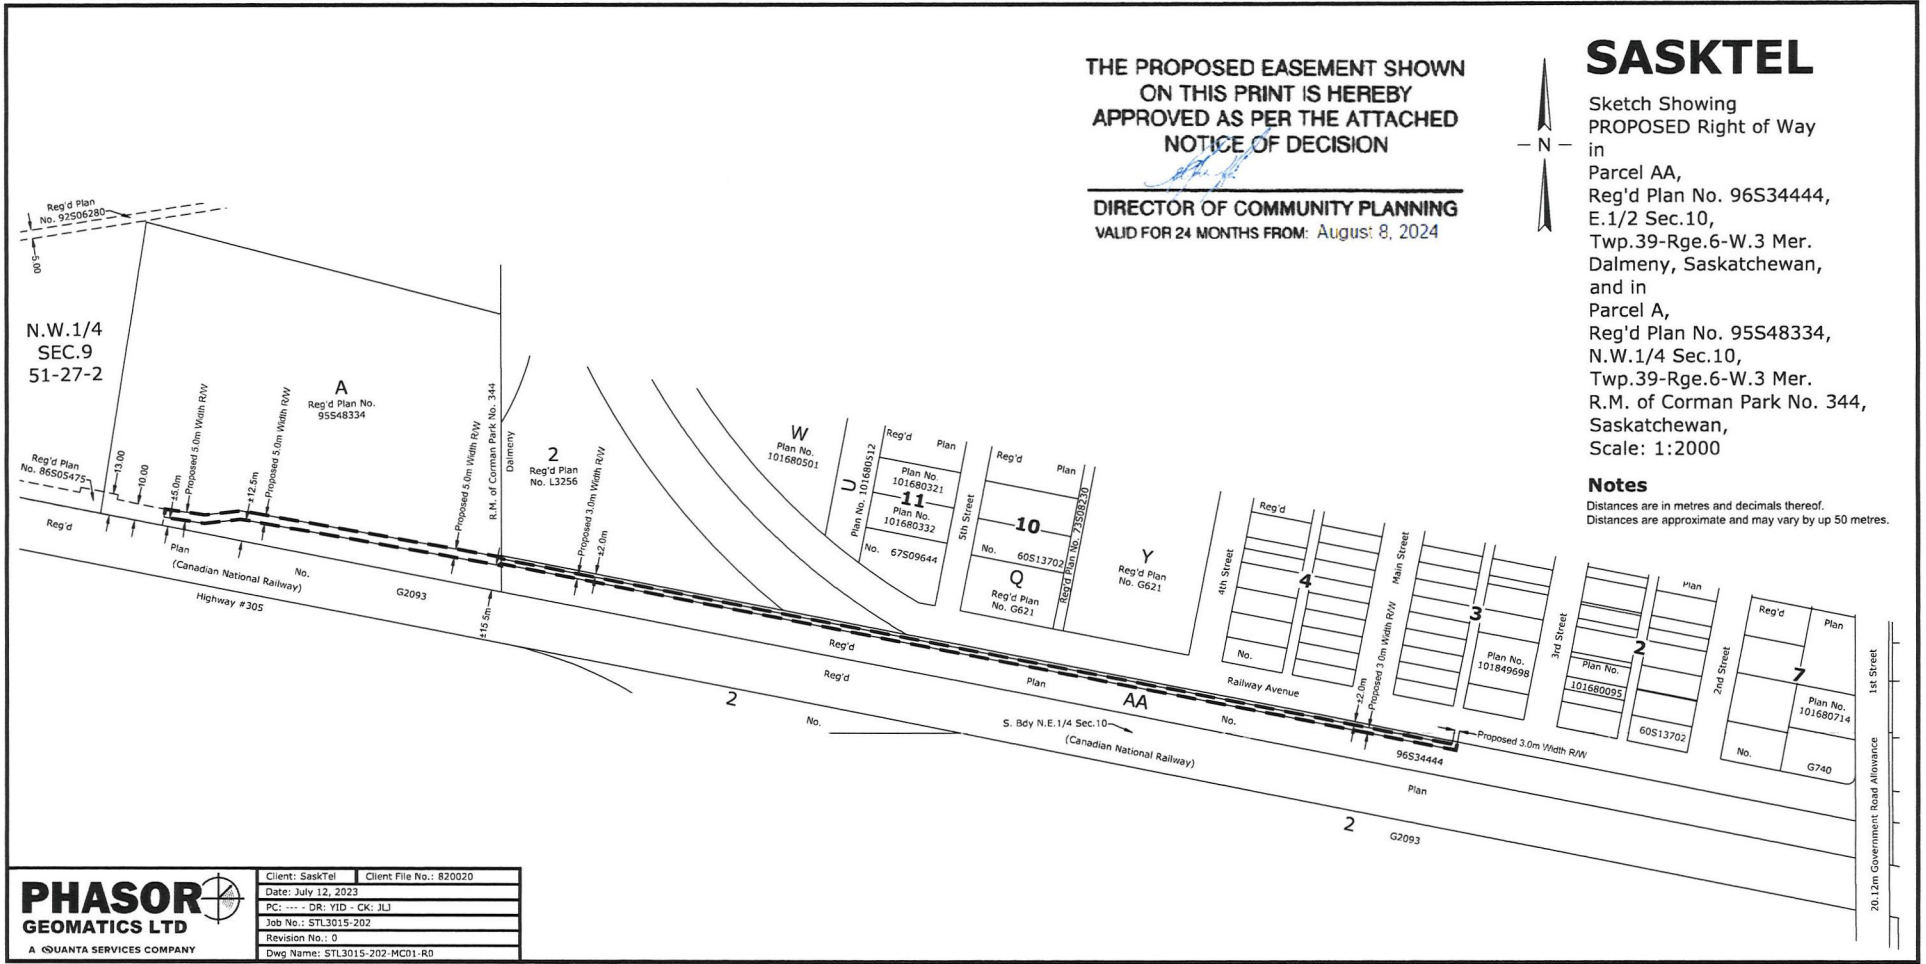 THE PROPOSED EASEMENT SHOWN
ON THIS PRINT IS HEREBY
APPROVED AS PER THE ATTACHED
NOTICE OF DECISION
DIRECTOR OF COMMUNITY PLANNING
VALID FOR 24 MONTHS FROM: August 8, 2024
N
SASKTEL
Sketch Showing
PROPOSED Right of Way
in
Parcel AA,
Reg'd Plan No. 96S34444,
E.1/2 Sec.10,
Twp.39-Rge.6-W.3 Mer.
Dalmeny, Saskatchewan,
and in
Parcel A,
Reg'd Plan No. 95S48334,
N.W.1/4 Sec.10,
Twp.39-Rge.6-W.3 Mer.
R.M. of Corman Park No. 344,
Saskatchewan,
Scale: 1:2000
Notes
Distances are in metres and decimals thereof.
Distances are approximate and may vary by up 50 metres.
Reg'd Plan
No. 92S06280
5.00
N.W.1/4
SEC.9
51-27-2
A
Reg'd Plan No.
95S48334
Reg'd Plan
No. 86S05475
13.00
10.00
±5.0m
Proposed 5.0m Width R/W
±12.5m
Proposed 5.0m Width R/W
Proposed 5.0m Width R/W
R.M. of Corman Park No. 344
Dalmeny
2
Reg'd Plan
No. L3256
Proposed 3.0m Width R/W
±2.0m
Reg'd
Plan
No.
G2093
(Canadian National Railway)
Highway #305
±15.5m
W
Plan No.
101680501
U
Plan No. 101680512
Reg'd
Plan
Plan No.
101680321
11
Plan No.
101680332
No.
67S09644
5th Street
Reg'd
Plan
10
No.
60S13702
Q
Reg'd Plan
No. G621
Reg'd Plan No. 73S08230
Y
Reg'd Plan
No. G621
4th Street
Reg'd
4
No.
Main Street
Railway Avenue
±2.0m
Proposed 3.0m Width R/W
3
Plan No.
101849698
3rd Street
Plan
2
Plan No.
101680095
60S13702
2nd Street
Reg'd
Plan
7
Plan No.
101680714
No.
G740
1st Street
20.12m Government Road Allowance
Reg'd
Plan
AA
No.
96S34444
Proposed 3.0m Width R/W
Reg'd
2
No.
S. Bdy N.E.1/4 Sec.10
(Canadian National Railway)
Plan
2
G2093
PHASOR
GEOMATICS LTD
A QUANTA SERVICES COMPANY
Client: SaskTel
Client File No.: 820020
Date: July 12, 2023
PC: --- - DR: YID - CK: JLJ
Job No.: STL3015-202
Revision No.: 0
Dwg Name: STL3015-202-MC01-R0